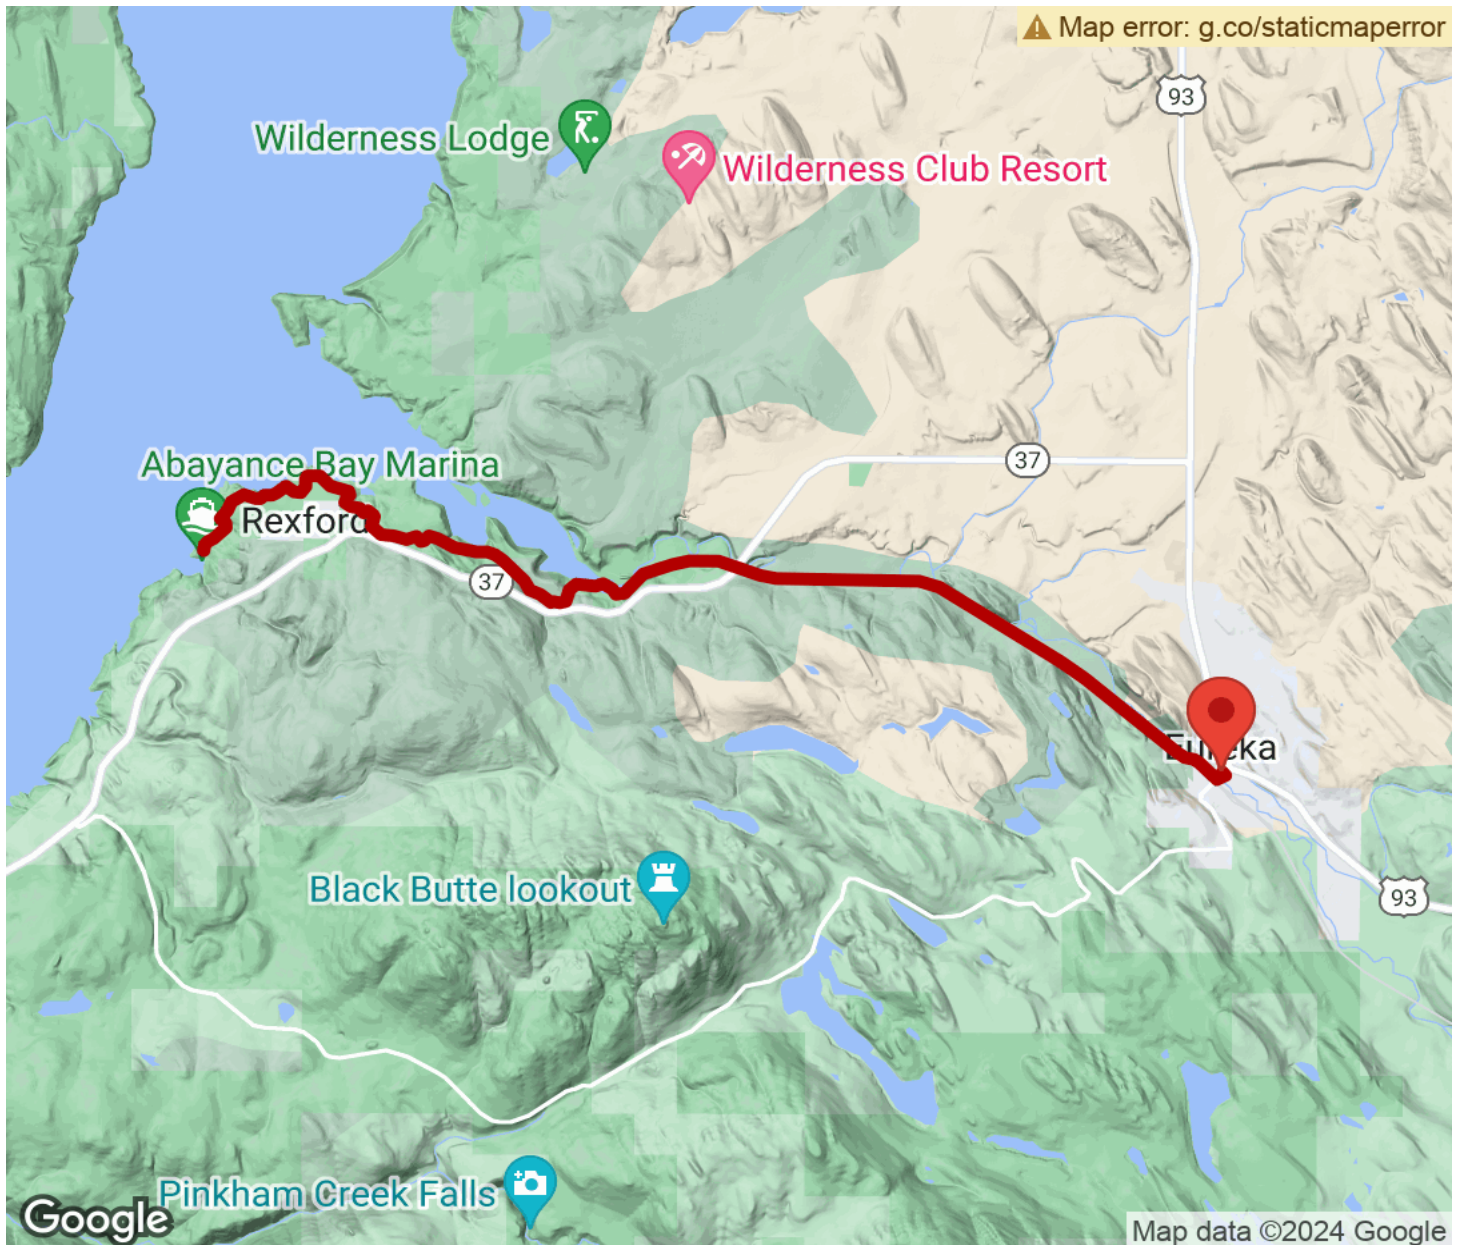 Map error: g.co/staticmaperror
93
Wilderness Lodge
Wilderness Club Resort
37
Abayance Bay Marina
Rexford
37
Eureka
Black Butte lookout
93
Pinkham Creek Falls
Google
Map data ©2024 Google